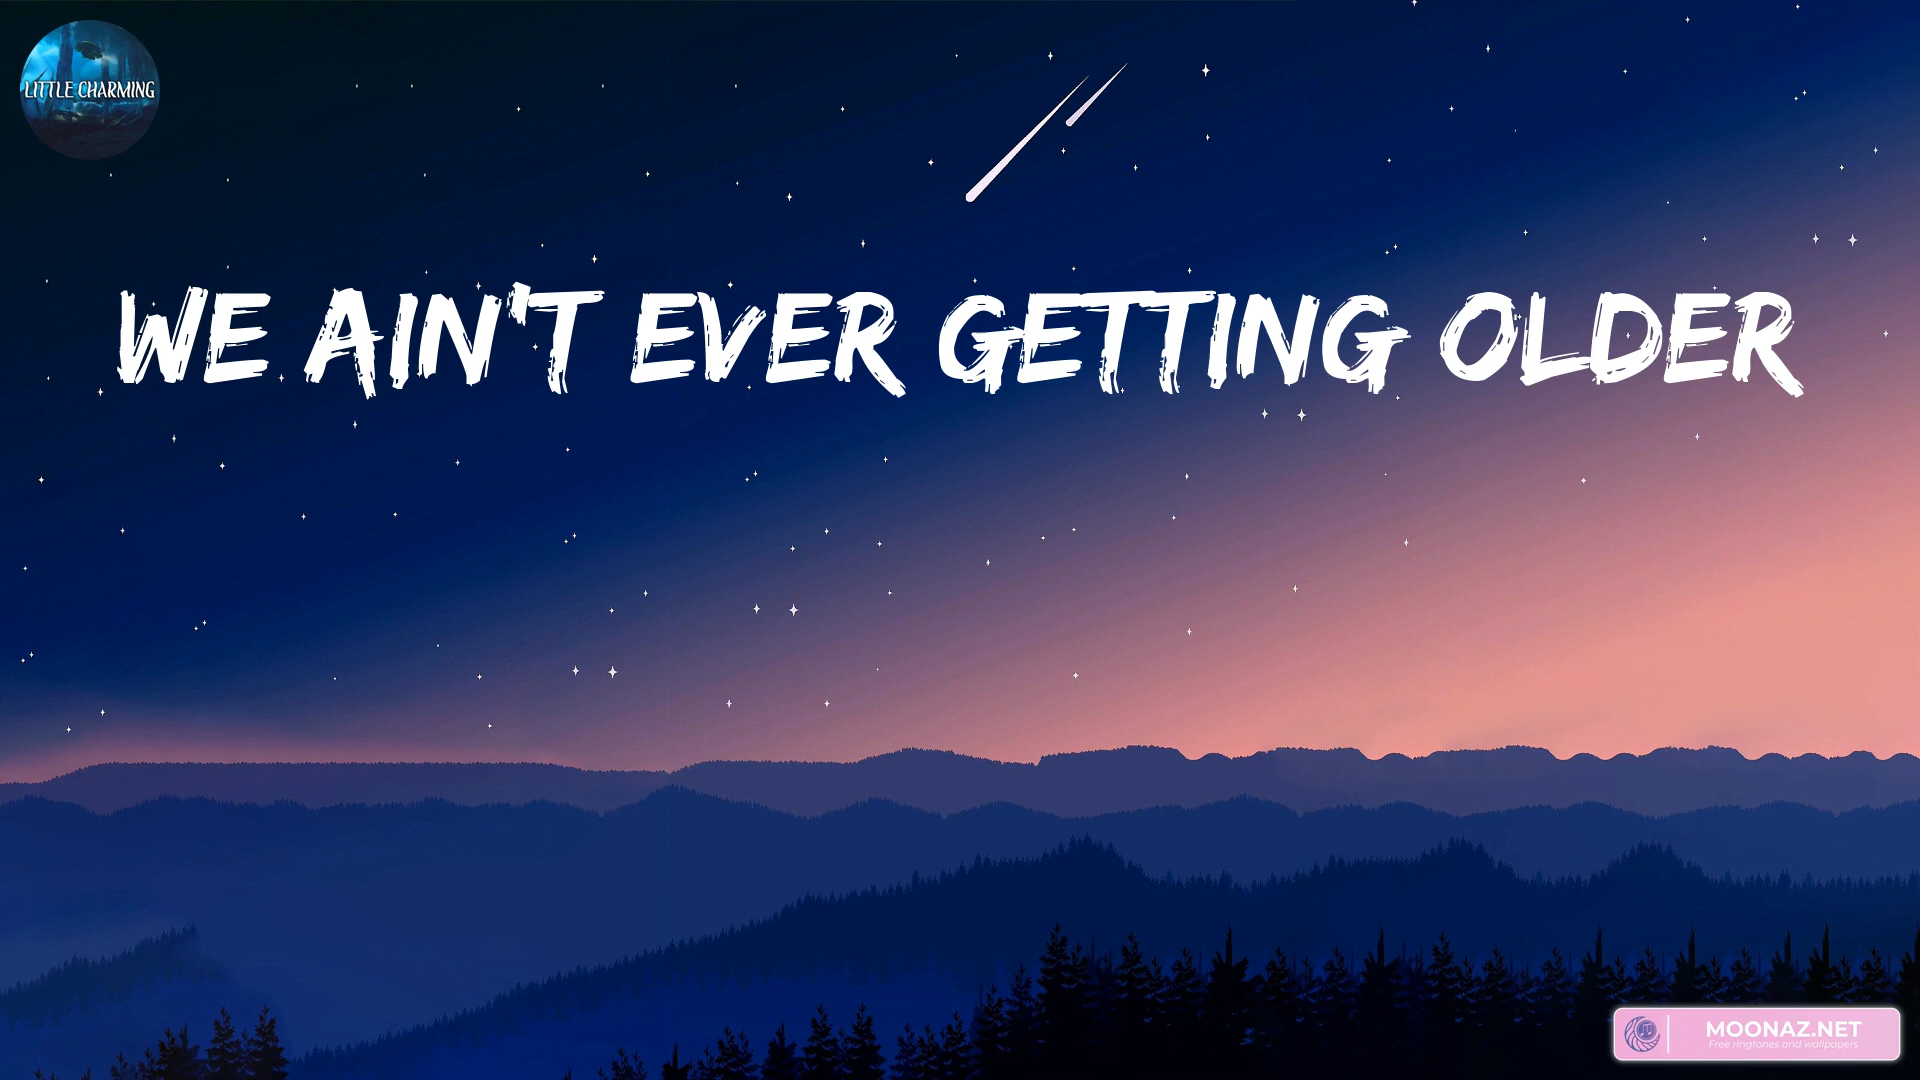 LITTLE CHARMING
WE AIN'T EVER GETTING OLDER
MOONAZ.NET
Free ringtones and wallpapers